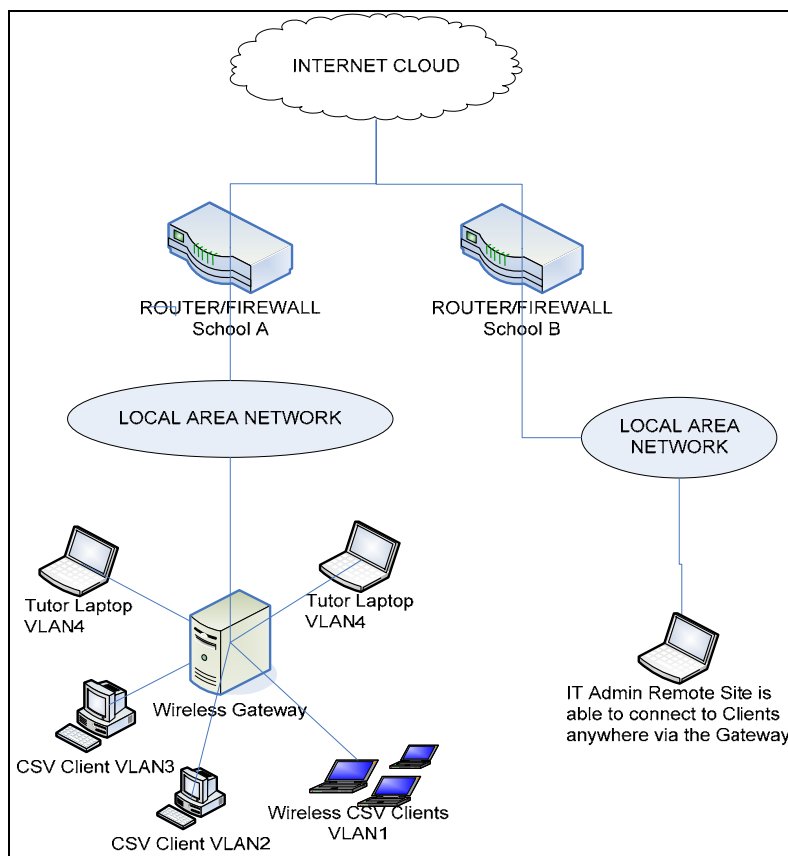 INTERNET CLOUD
ROUTER/FIREWALL
School A
ROUTER/FIREWALL
School B
LOCAL AREA NETWORK
LOCAL AREA
NETWORK
Tutor Laptop
VLAN4
Tutor Laptop
VLAN4
Wireless Gateway
IT Admin Remote Site is
able to connect to Clients
anywhere via the Gateway
CSV Client VLAN3
CSV Client VLAN2
Wireless CSV Clients
VLAN1